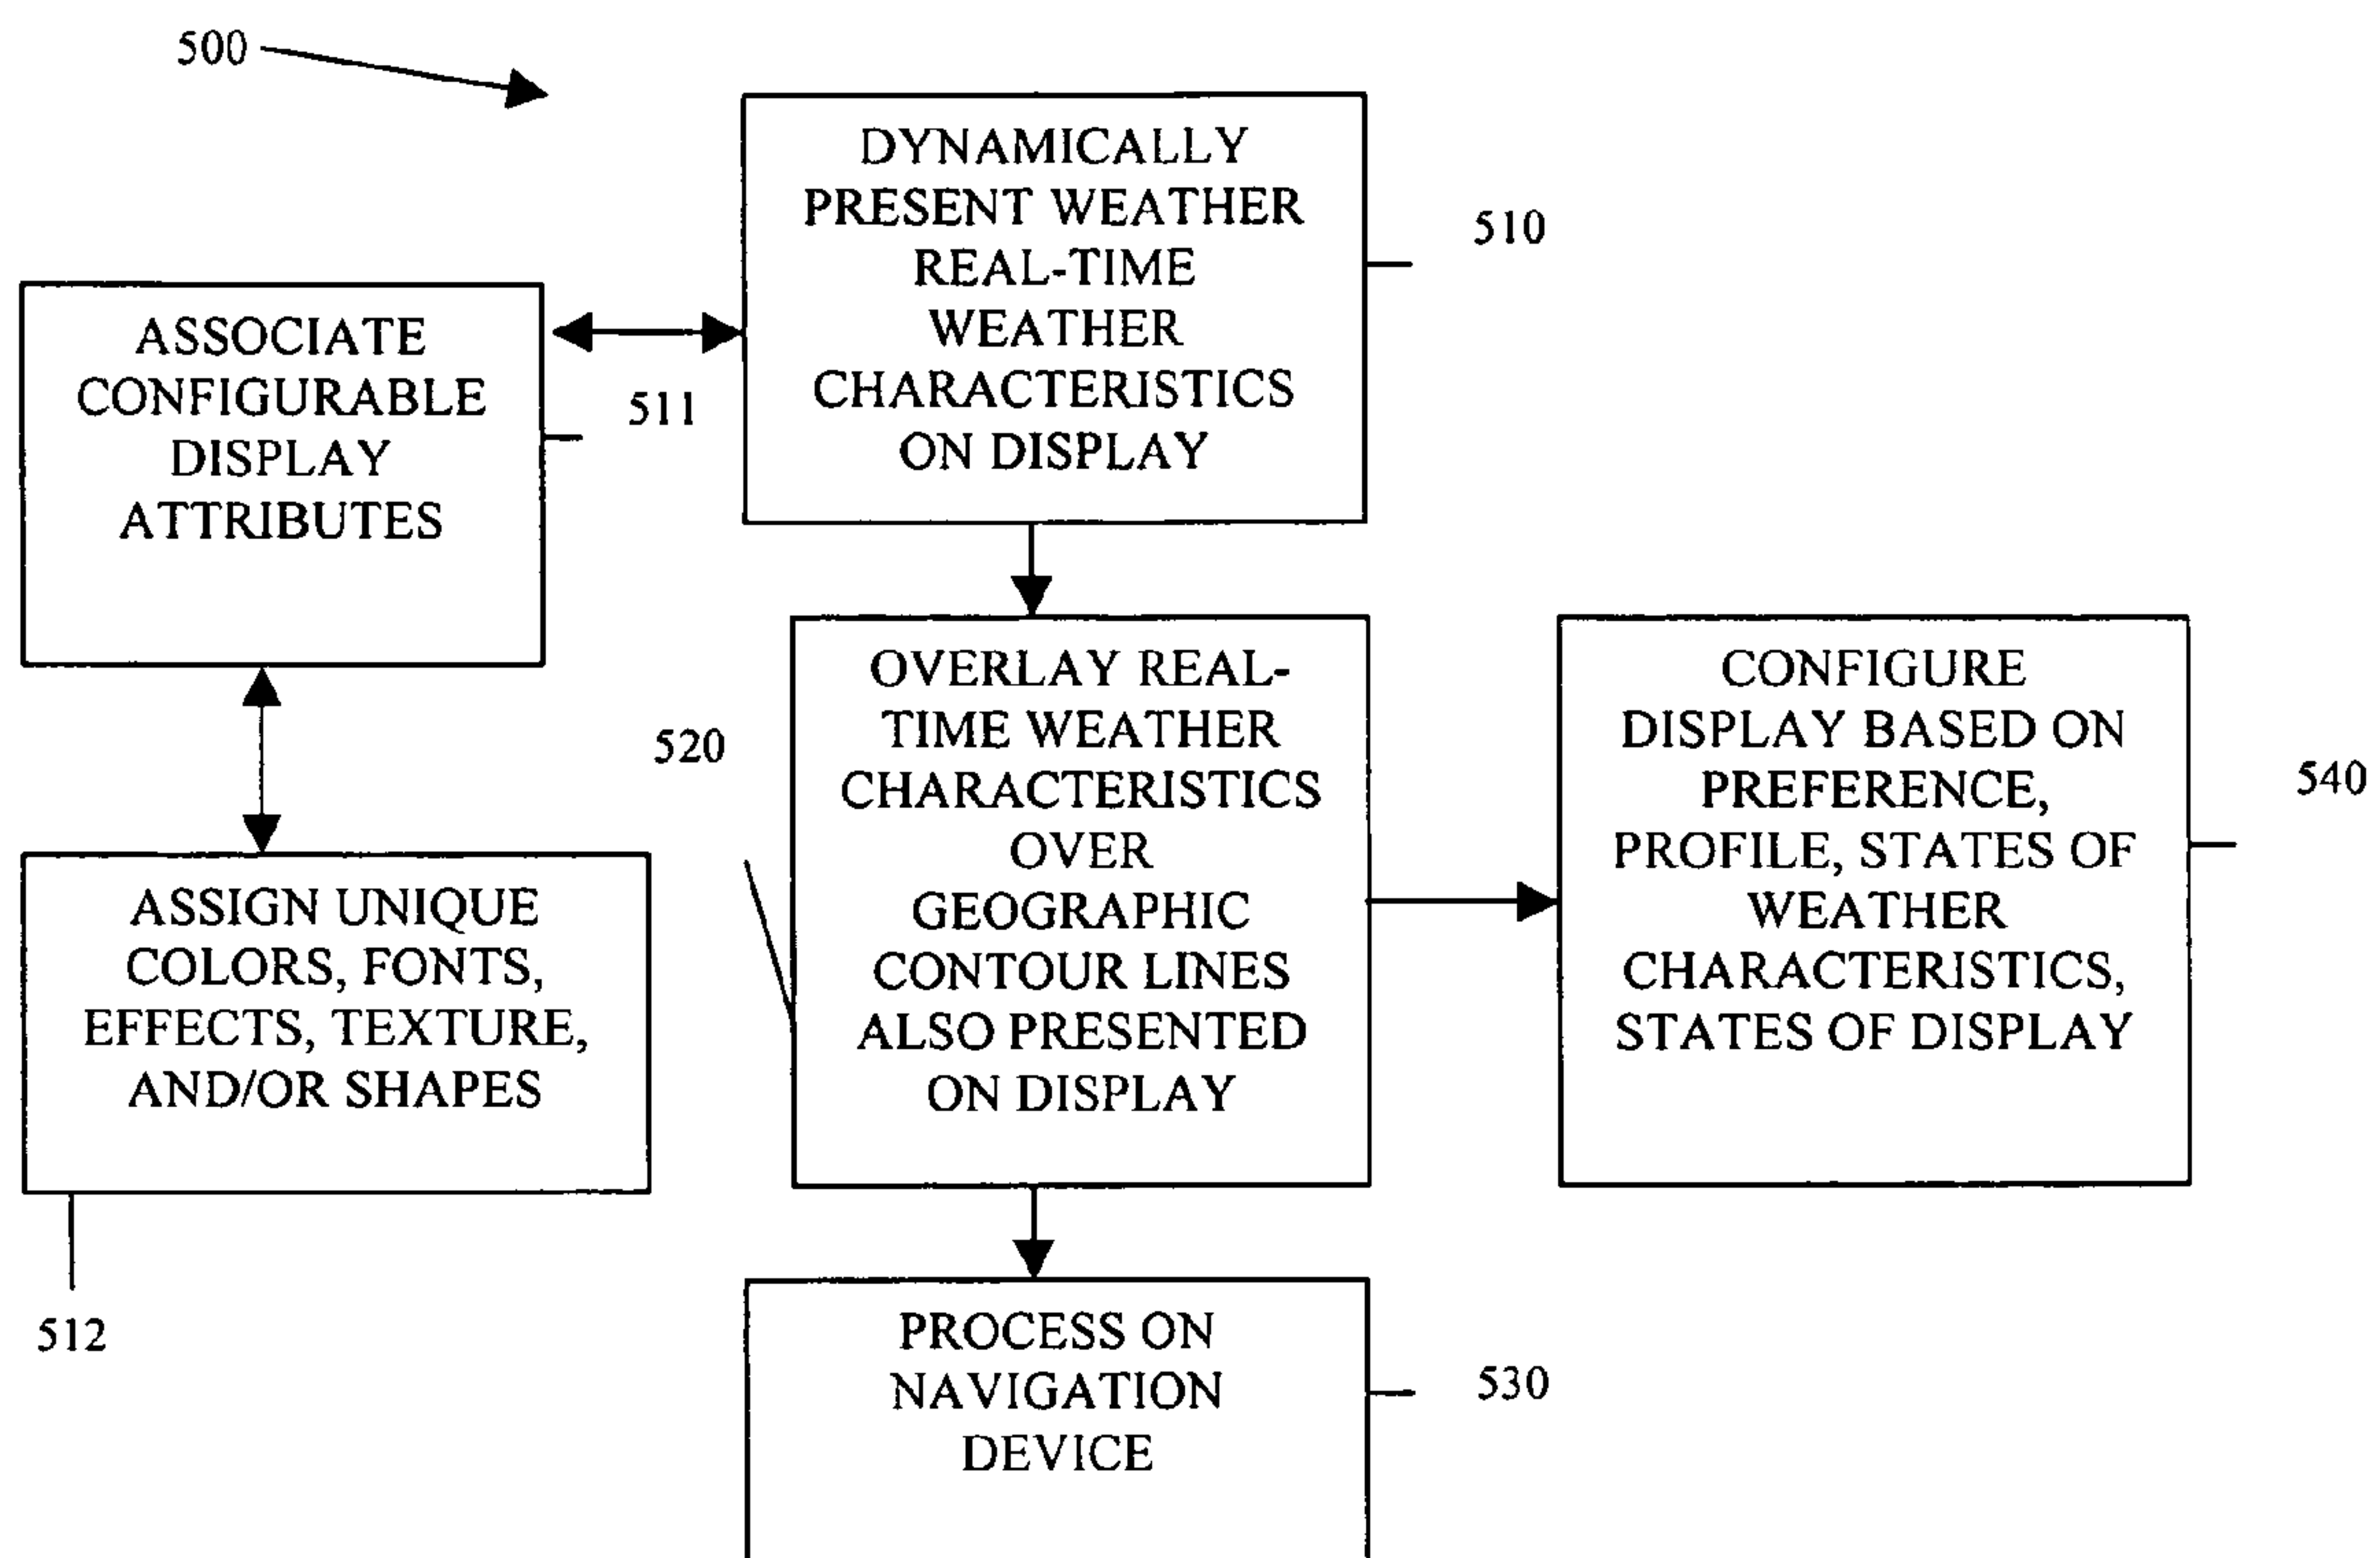 500
DYNAMICALLY
PRESENT WEATHER
REAL-TIME
WEATHER
CHARACTERISTICS
ON DISPLAY
510
ASSOCIATE
CONFIGURABLE
DISPLAY
ATTRIBUTES
511
OVERLAY REAL-
TIME WEATHER
CHARACTERISTICS
OVER
GEOGRAPHIC
CONTOUR LINES
ALSO PRESENTED
ON DISPLAY
520
CONFIGURE
DISPLAY BASED ON
PREFERENCE,
PROFILE, STATES OF
WEATHER
CHARACTERISTICS,
STATES OF DISPLAY
540
ASSIGN UNIQUE
COLORS, FONTS,
EFFECTS, TEXTURE,
AND/OR SHAPES
512
PROCESS ON
NAVIGATION
DEVICE
530